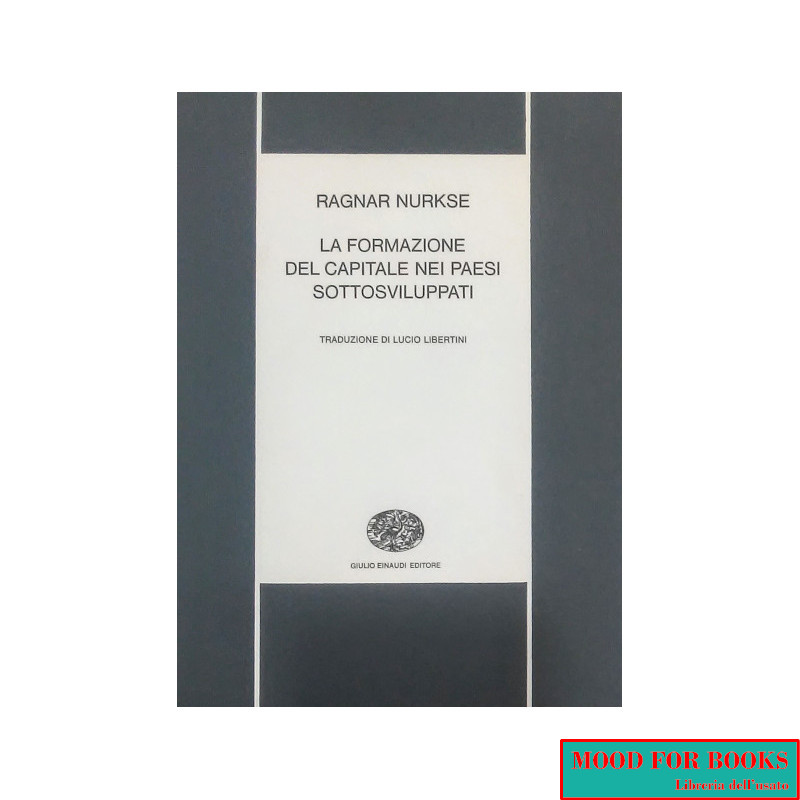 RAGNAR NURKSE
LA FORMAZIONE
DEL CAPITALE NEI PAESI
SOTTOSVILUPPATI
TRADUZIONE DI LUCIO LIBERTINI
GIULIO EINAUDI EDITORE
MOOD FOR BOOKS
Libreria dell'usato